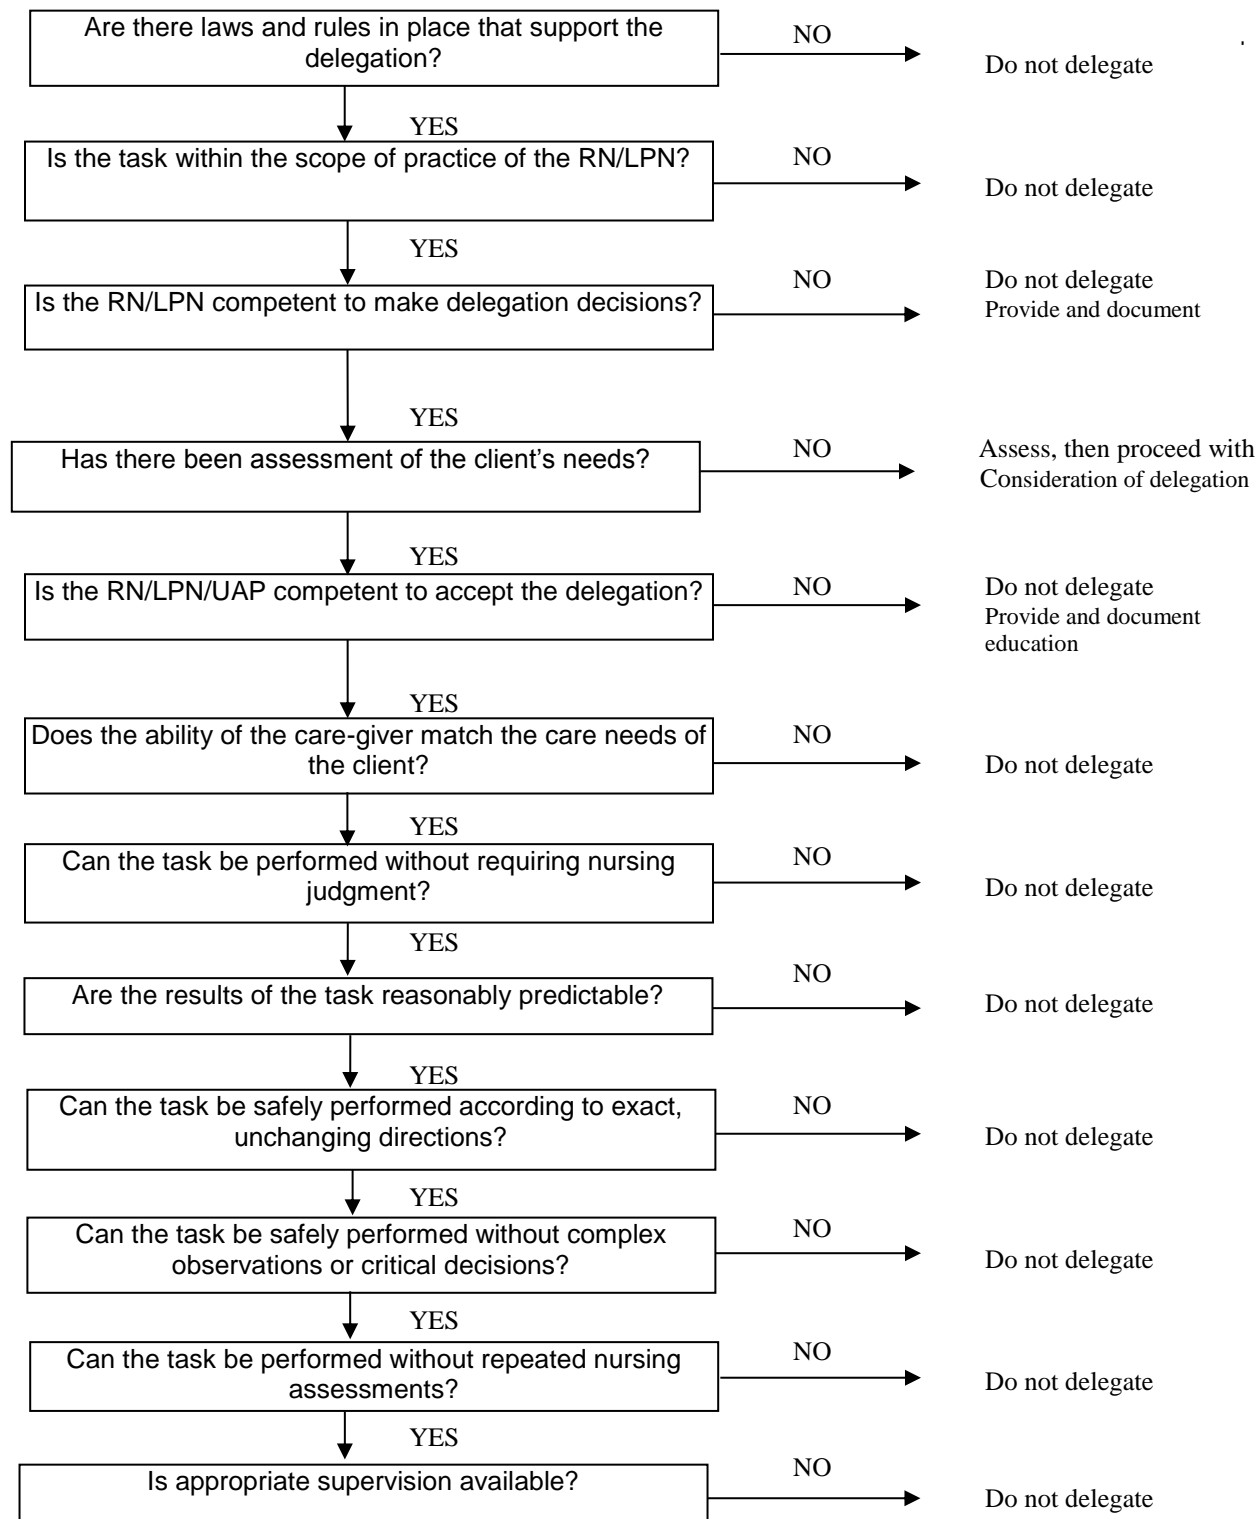 Are there laws and rules in place that support the
delegation?
NO
Do not delegate
YES
Is the task within the scope of practice of the RN/LPN?
NO
Do not delegate
YES
Is the RN/LPN competent to make delegation decisions?
NO
Do not delegate
Provide and document
YES
Has there been assessment of the client's needs?
NO
Assess, then proceed with
Consideration of delegation
YES
Is the RN/LPN/UAP competent to accept the delegation?
NO
Do not delegate
Provide and document
education
YES
Does the ability of the care-giver match the care needs of
the client?
NO
Do not delegate
YES
Can the task be performed without requiring nursing
judgment?
NO
Do not delegate
YES
Are the results of the task reasonably predictable?
NO
Do not delegate
YES
Can the task be safely performed according to exact,
unchanging directions?
NO
Do not delegate
YES
Can the task be safely performed without complex
observations or critical decisions?
NO
Do not delegate
YES
Can the task be performed without repeated nursing
assessments?
NO
Do not delegate
YES
Is appropriate supervision available?
NO
Do not delegate